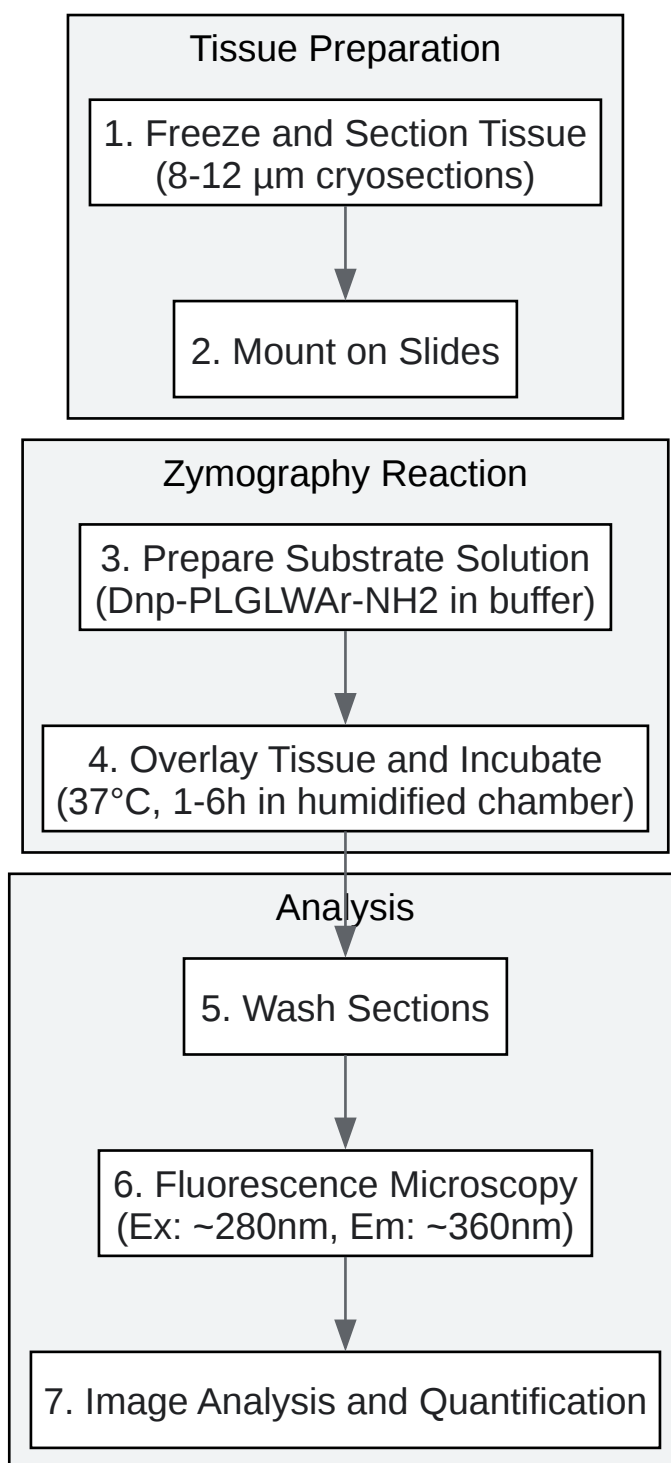 Tissue Preparation
1. Freeze and Section Tissue
(8-12 µm cryosections)
2. Mount on Slides
Zymography Reaction
3. Prepare Substrate Solution
(Dnp-PLGLWAr-NH2 in buffer)
4. Overlay Tissue and Incubate
(37°C, 1-6h in humidified chamber)
Analysis
5. Wash Sections
6. Fluorescence Microscopy
(Ex: ~280nm, Em: ~360nm)
7. Image Analysis and Quantification